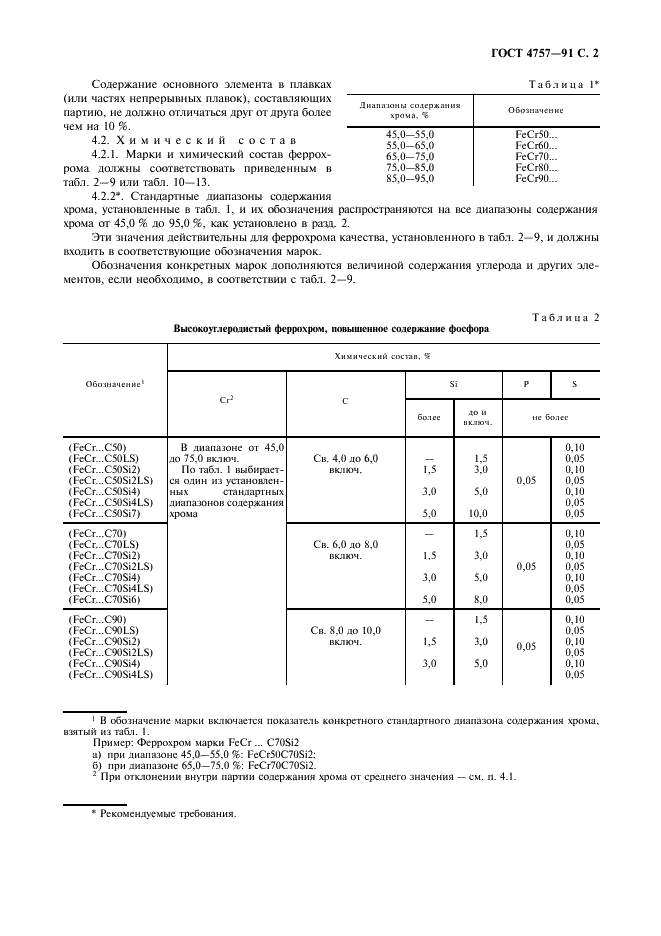 ГОСТ 4757—91 С. 2
Содержание основного элемента в плавках
(или частях непрерывных плавок), составляющих
партию, не должно отличаться друг от друга более
чем на 10 %.
4.2. Химический состав
4.2.1. Марки и химический состав феррох-
рома должны соответствовать приведенным в
табл. 2—9 или табл. 10—13.
4.2.2*. Стандартные диапазоны содержания
Таблица 1*
Диапазоны содержания
хрома, %
Обозначение
45,0—55,0 FeCr50...
55,0—65,0 FeCr60...
65,0—75,0 FeCr70...
75,0—85,0 FeCr80...
85,0—95,0 FeCr90...
хрома, установленные в табл. 1, и их обозначения распространяются на все диапазоны содержания
хрома от 45,0 % до 95,0 %, как установлено в разд. 2.
Эти значения действительны для феррохрома качества, установленного в табл. 2—9, и должны
входить в соответствующие обозначения марок.
Обозначения конкретных марок дополняются величиной содержания углерода и других эле-
ментов, если необходимо, в соответствии с табл. 2—9.
Таблица 2
Высокоуглеродистый феррохром, повышенное содержание фосфора
Химический состав, %
Обозначение¹ Cr² C Si P S
более до и
включ.
не более
(FeCr...C50) В диапазоне от 45,0 0,10
(FeCr...C50LS) до 75,0 включ. Св. 4,0 до 6,0 — 1,5 0,05
(FeCr...C50Si2) По табл. 1 выбирает- включ. 1,5 3,0 0,10
(FeCr...C50Si2LS) ся один из установлен- 0,05 0,05
(FeCr...C50Si4) ных стандартных 3,0 5,0 0,10
(FeCr...C50Si4LS) диапазонов содержания 0,05
(FeCr...C50Si7) хрома 5,0 10,0 0,05
(FeCr...C70) — 1,5 0,10
(FeCr...C70LS) Св. 6,0 до 8,0 0,05
(FeCr...C70Si2) включ. 1,5 3,0 0,10
(FeCr...C70Si2LS) 0,05 0,05
(FeCr...C70Si4) 3,0 5,0 0,10
(FeCr...C70Si4LS) 0,05
(FeCr...C70Si6) 5,0 8,0 0,05
(FeCr...C90) — 1,5 0,10
(FeCr...C90LS) Св. 8,0 до 10,0 0,05
(FeCr...C90Si2) включ. 1,5 3,0 0,05 0,10
(FeCr...C90Si2LS) 0,05
(FeCr...C90Si4) 3,0 5,0 0,10
(FeCr...C90Si4LS) 0,05
¹ В обозначение марки включается показатель конкретного стандартного диапазона содержания хрома,
взятый из табл. 1.
Пример: Феррохром марки FeCr ... C70Si2
а) при диапазоне 45,0—55,0 %: FeCr50C70Si2;
б) при диапазоне 65,0—75,0 %: FeCr70C70Si2.
² При отклонении внутри партии содержания хрома от среднего значения — см. п. 4.1.
* Рекомендуемые требования.